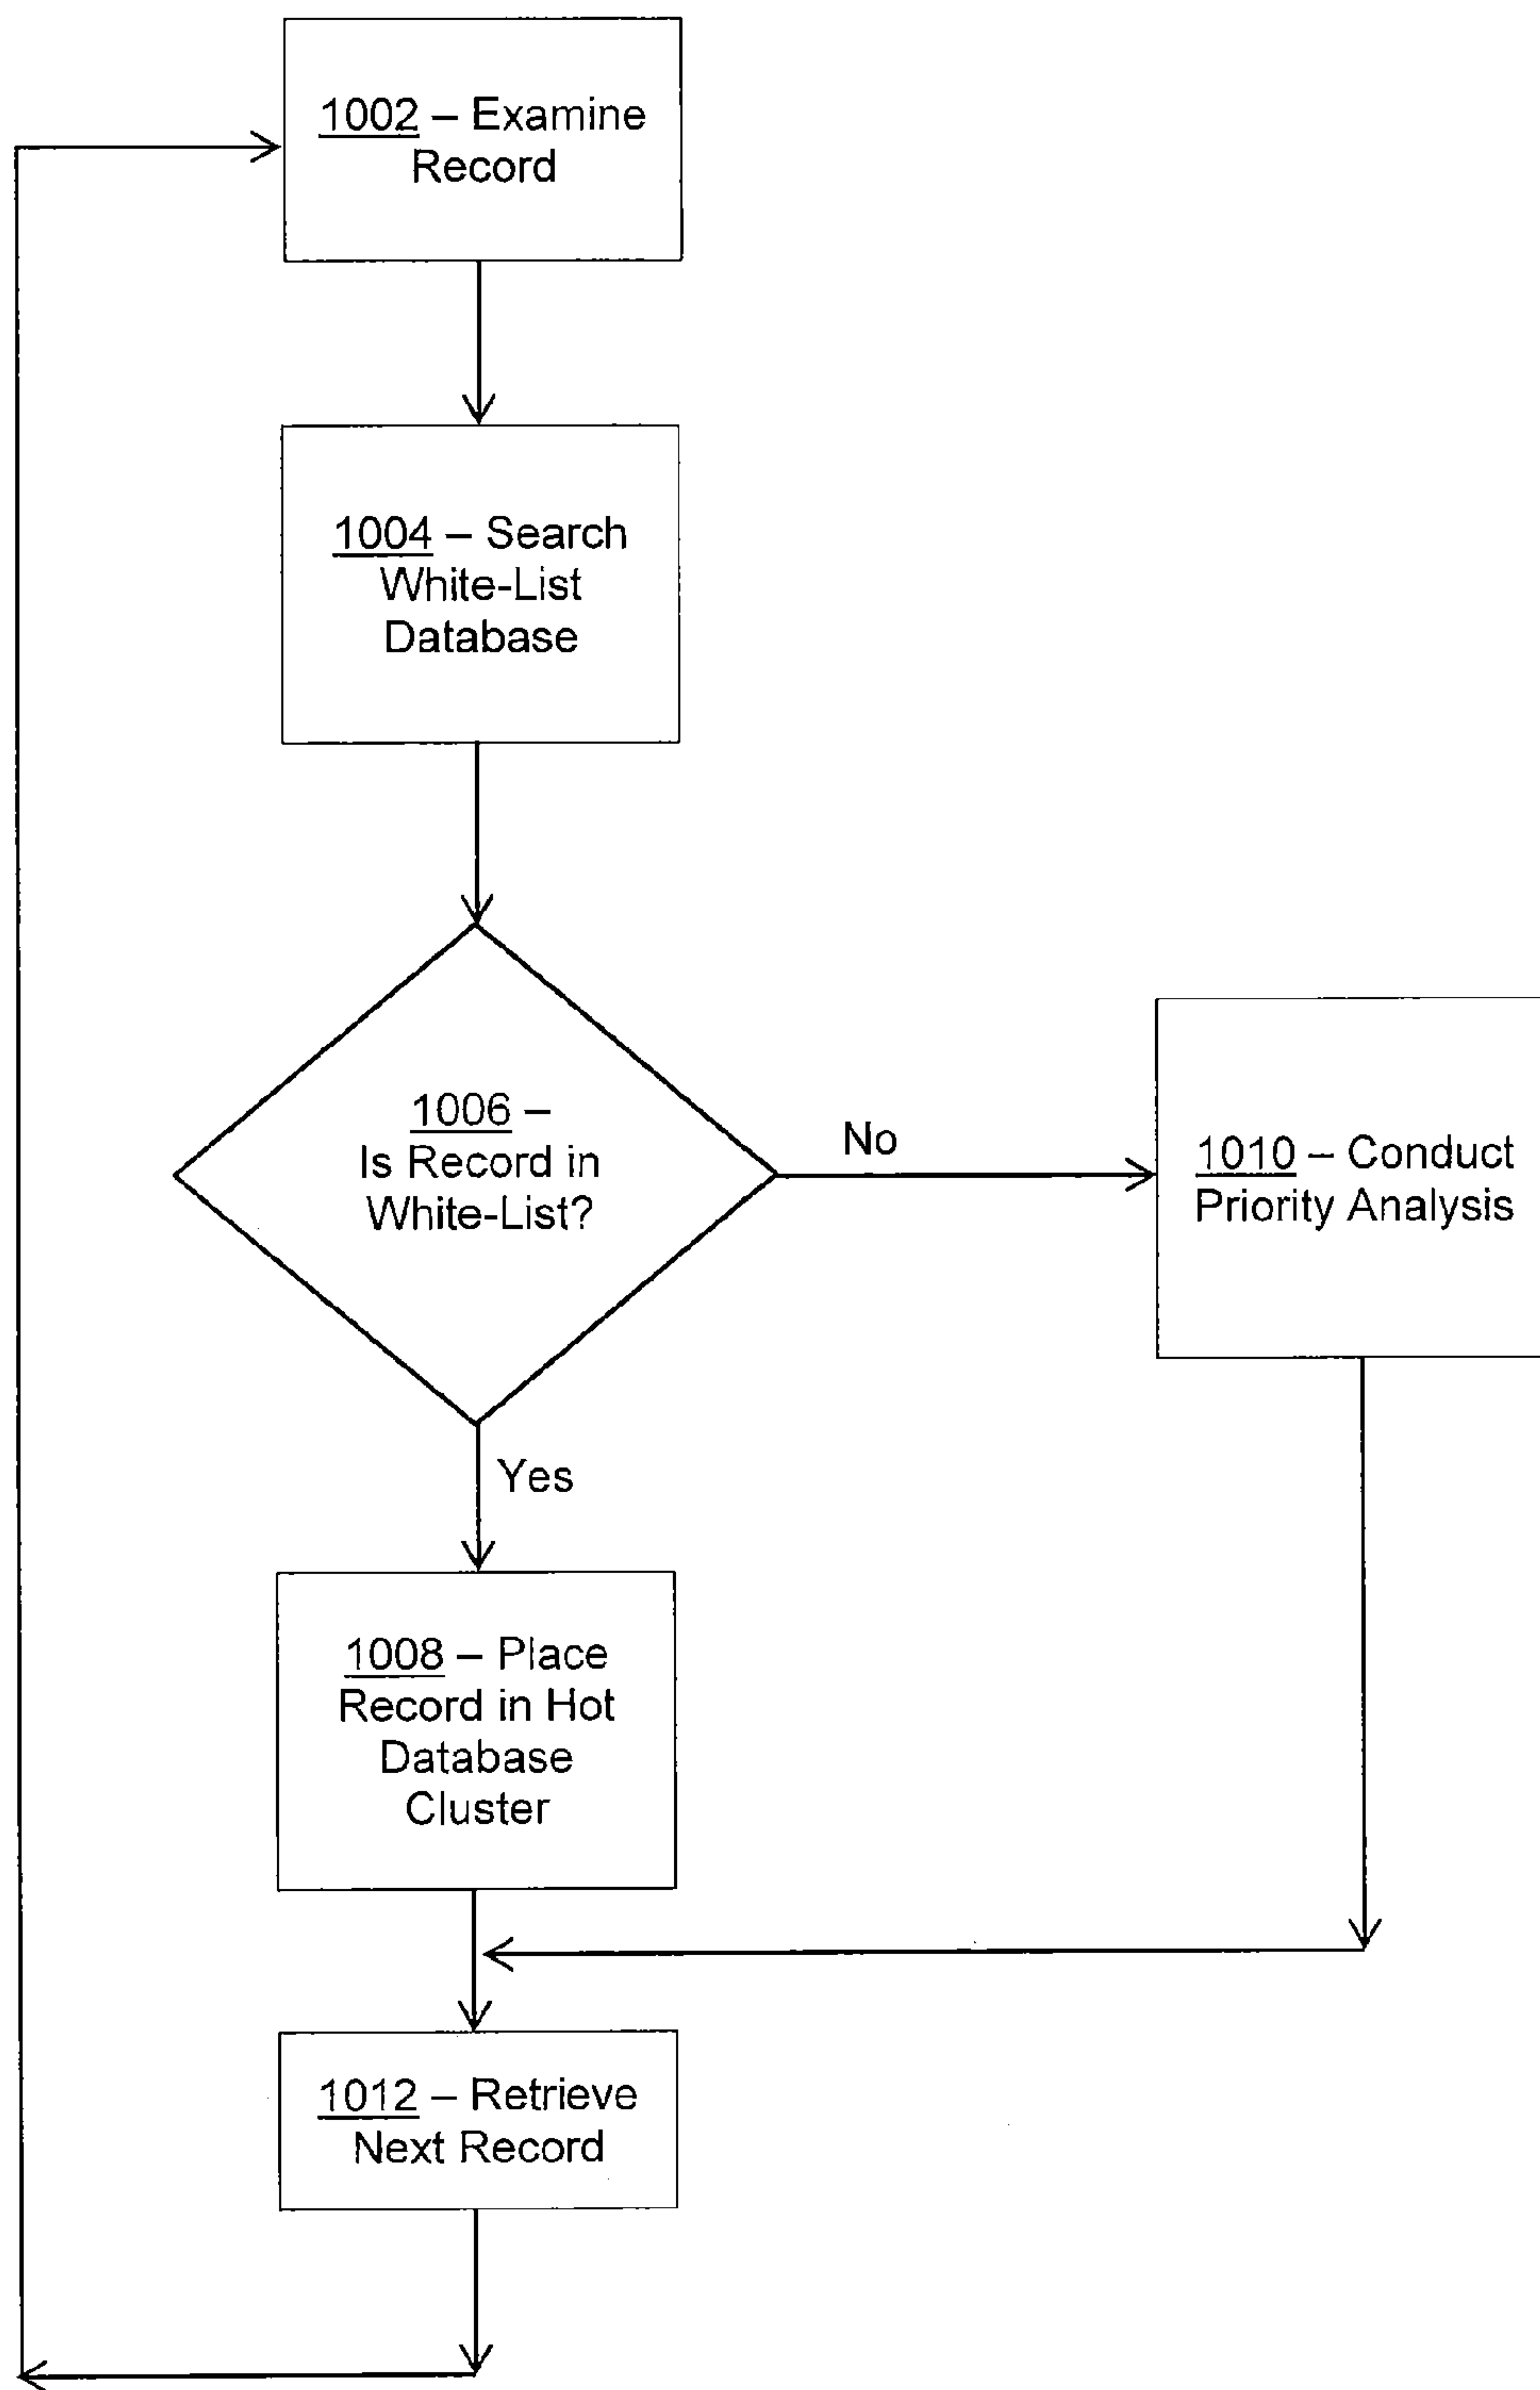 1002 – Examine
Record
1004 – Search
White-List
Database
1006 –
Is Record in
White-List?
No
1010 – Conduct
Priority Analysis
Yes
1008 – Place
Record in Hot
Database
Cluster
1012 – Retrieve
Next Record